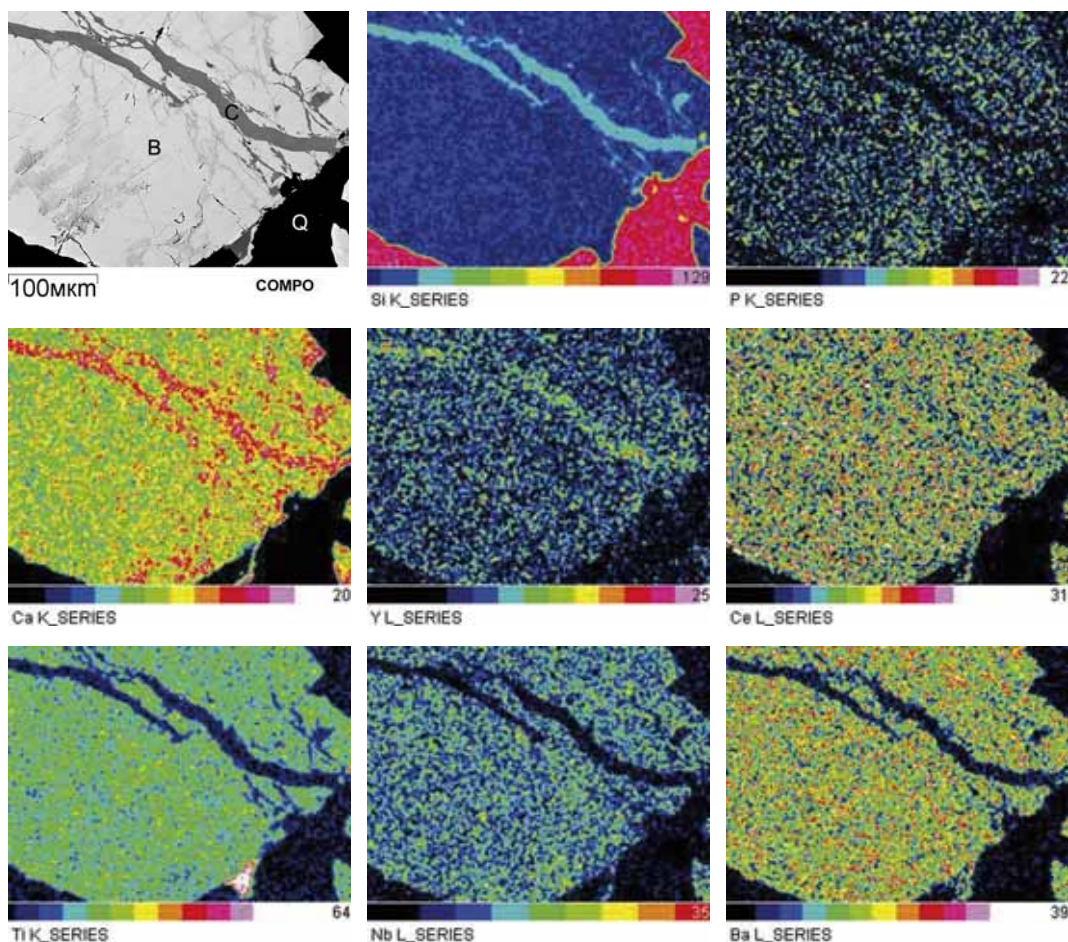 C
B
Q
100мкm
COMPO
129
Si K_SERIES
22
P K_SERIES
20
Ca K_SERIES
25
Y L_SERIES
31
Ce L_SERIES
64
Ti K_SERIES
35
Nb L_SERIES
39
Ba L_SERIES